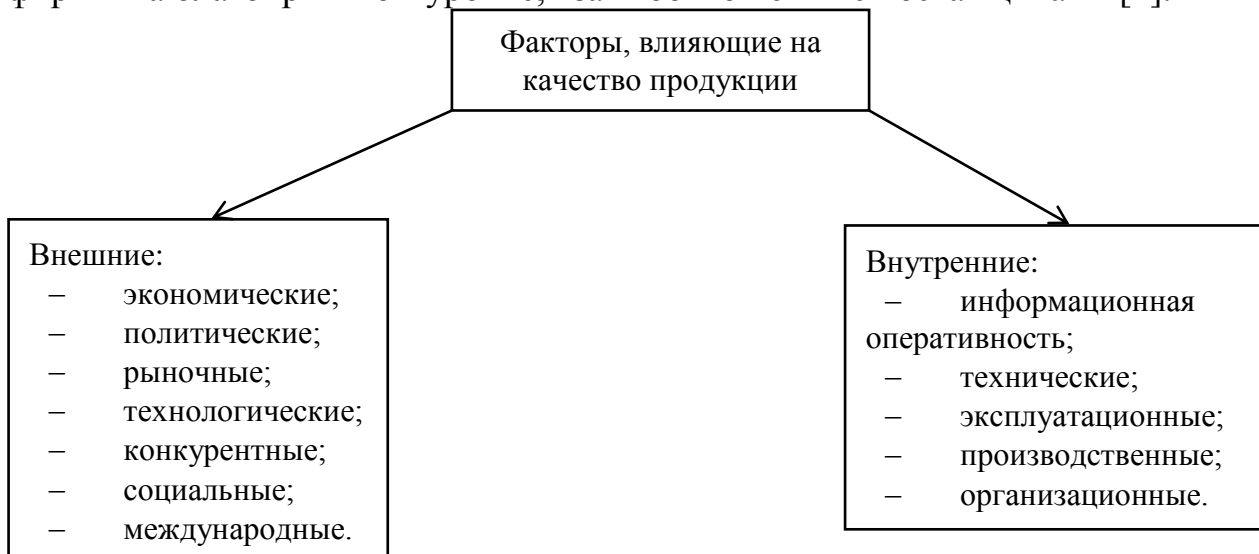 Факторы, влияющие на
качество продукции
Внешние:
– экономические;
– политические;
– рыночные;
– технологические;
– конкурентные;
– социальные;
– международные.
Внутренние:
– информационная
оперативность;
– технические;
– эксплуатационные;
– производственные;
– организационные.